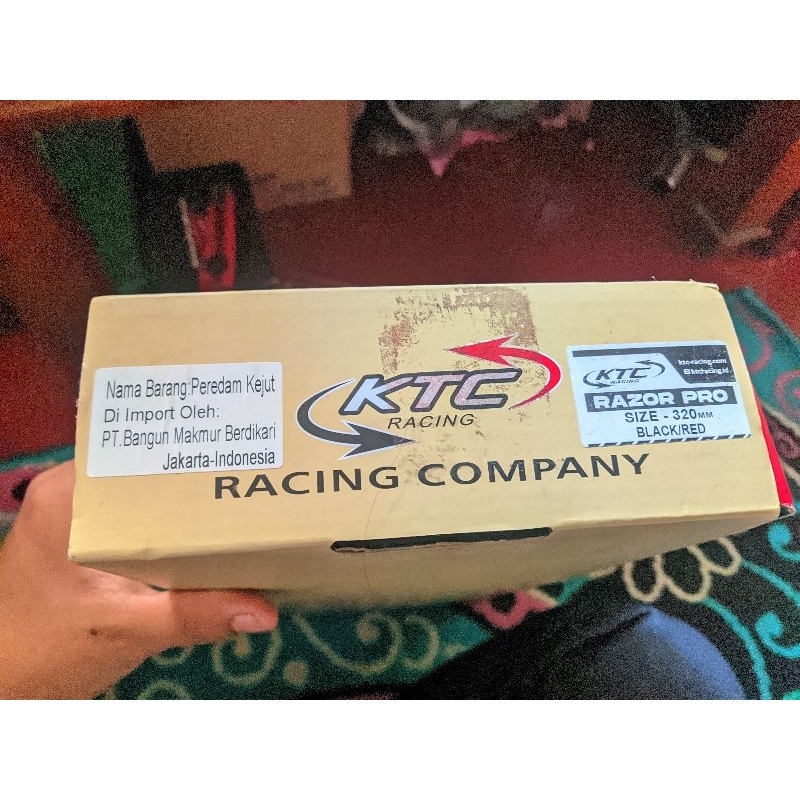 Nama Barang:Peredam Kejut
Di Import Oleh:
PT.Bangun Makmur Berdikari
Jakarta-Indonesia
KTC
RACING
RACING COMPANY
KTC
RACING
ktc-racing.com
ktcracing.id
RAZOR PRO
SIZE - 320MM
BLACK/RED